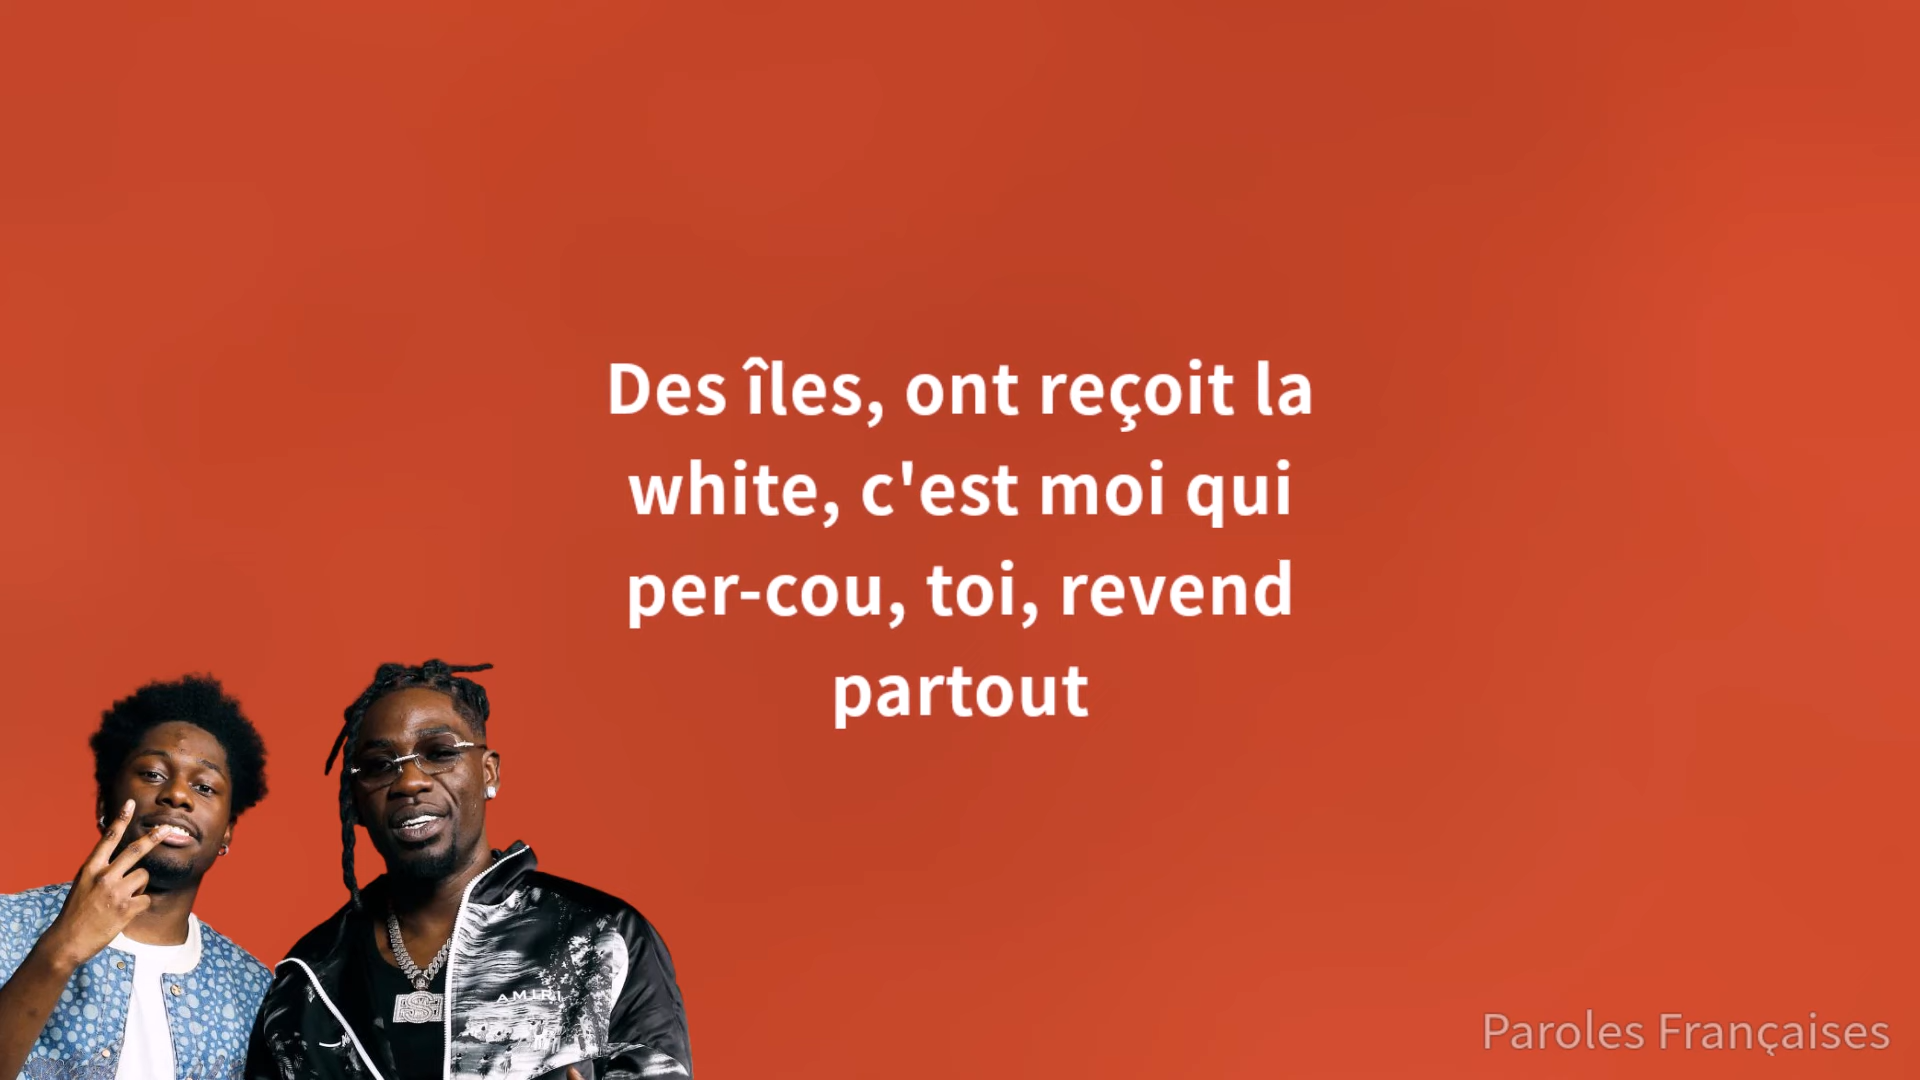 Des îles, ont reçoit la
white, c'est moi qui
per-cou, toi, revend
partout
AMIRI
Paroles Françaises